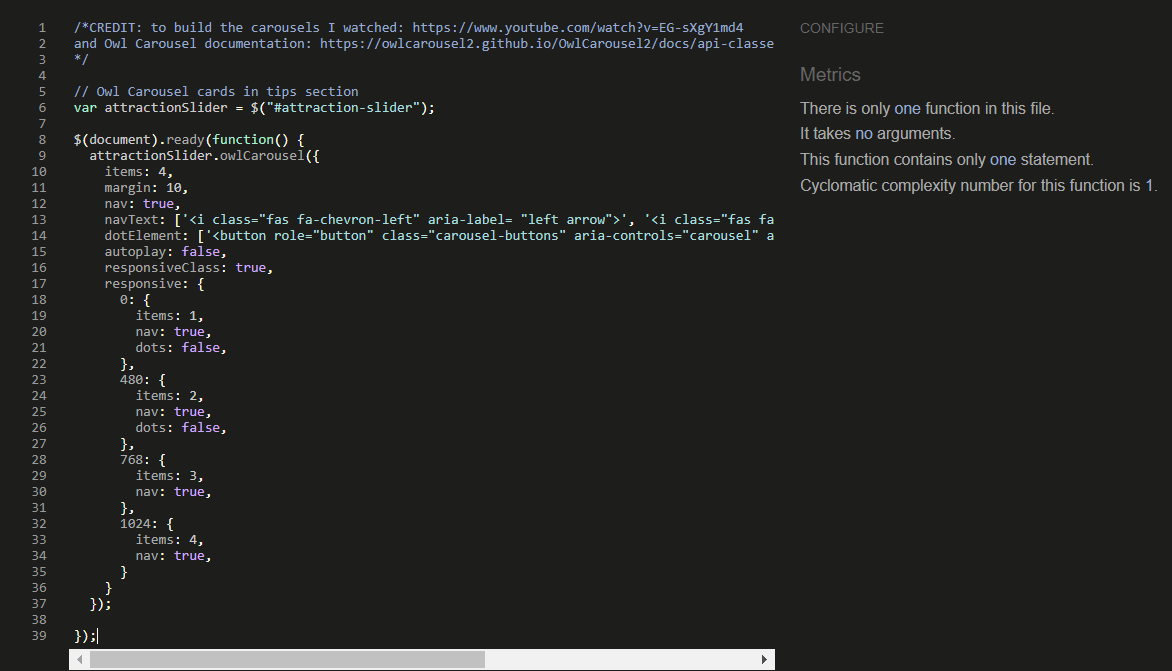 1 /*CREDIT: to build the carousels I watched: https://www.youtube.com/watch?v=EG-sXgY1md4
2 and Owl Carousel documentation: https://owlcarousel2.github.io/OwlCarousel2/docs/api-classe
3 */
4
5 // Owl Carousel cards in tips section
6 var attractionSlider = $("#attraction-slider");
7
8 $(document).ready(function() {
9   attractionSlider.owlCarousel({
10     items: 4,
11     margin: 10,
12     nav: true,
13     navText: ['<i class="fas fa-chevron-left" aria-label= "left arrow">', '<i class="fas fa
14     dotElement: ['<button role="button" class="carousel-buttons" aria-controls="carousel" a
15     autoplay: false,
16     responsiveClass: true,
17     responsive: {
18       0: {
19         items: 1,
20         nav: true,
21         dots: false,
22       },
23       480: {
24         items: 2,
25         nav: true,
26         dots: false,
27       },
28       768: {
29         items: 3,
30         nav: true,
31       },
32       1024: {
33         items: 4,
34         nav: true,
35       }
36     }
37   });
38
39 });
CONFIGURE
Metrics
There is only one function in this file.
It takes no arguments.
This function contains only one statement.
Cyclomatic complexity number for this function is 1.